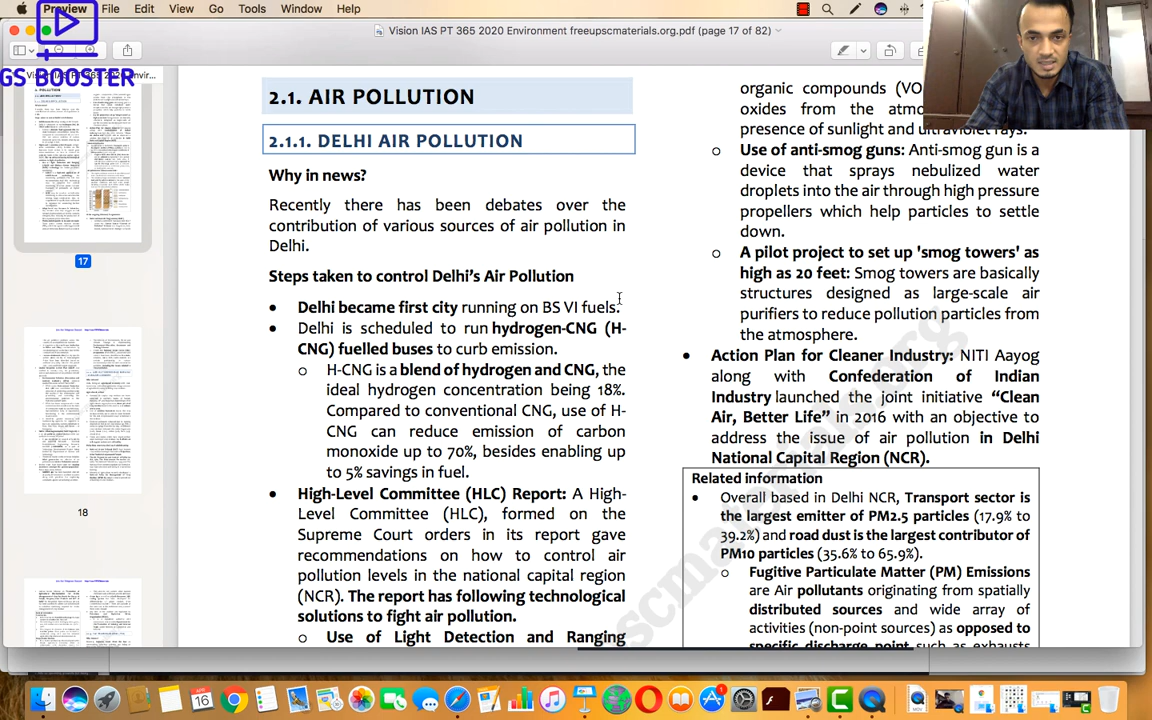 Preview File Edit View Go Tools Window Help
GS BOOSTER
Vision IAS PT 365 2020 Environment freeupscmaterials.org.pdf (page 17 of 82)
17
18
2.1. AIR POLLUTION
2.1.1. DELHI AIR POLLUTION
Why in news?
Recently there has been debates over the
contribution of various sources of air pollution in
Delhi.
Steps taken to control Delhi's Air Pollution
• Delhi became first city running on BS VI fuels.
• Delhi is scheduled to run hydrogen-CNG (H-
CNG) fuelled buses to curb emission.
o H-CNG is a blend of hydrogen and CNG, the
ideal hydrogen concentration being 18%.
Compared to conventional CNG, use of H-
CNG can reduce emission of carbon
monoxide up to 70%, besides enabling up
to 5% savings in fuel.
• High-Level Committee (HLC) Report: A High-
Level Committee (HLC), formed on the
Supreme Court orders in its report gave
recommendations on how to control air
pollution levels in the national capital region
(NCR). The report has following technological
solutions to fight air pollution.
o Use of Light Detection and Ranging
organic compounds (VO
oxides from the atmo
presence of sunlight and ultraviolet rays.
o Use of anti-smog guns: Anti-smog gun is a
device that sprays nebulized water
droplets into the air through high pressure
propellers which help particles to settle
down.
o A pilot project to set up 'smog towers' as
high as 20 feet: Smog towers are basically
structures designed as large-scale air
purifiers to reduce pollution particles from
the atmosphere.
• Action Plan for Cleaner Industry: NITI Aayog
along with Confederation of Indian
Industry launched the joint initiative “Clean
Air, Better Life” in 2016 with an objective to
address the issue of air pollution in Delhi
National Capital Region (NCR).
Related information
• Overall based in Delhi NCR, Transport sector is
the largest emitter of PM2.5 particles (17.9% to
39.2%) and road dust is the largest contributor of
PM10 particles (35.6% to 65.9%).
o Fugitive Particulate Matter (PM) Emissions
are Air pollutants originating from spatially
distributed sources and wide array of
activities (non-point sources) as opposed to
specific discharge point such as exhausts